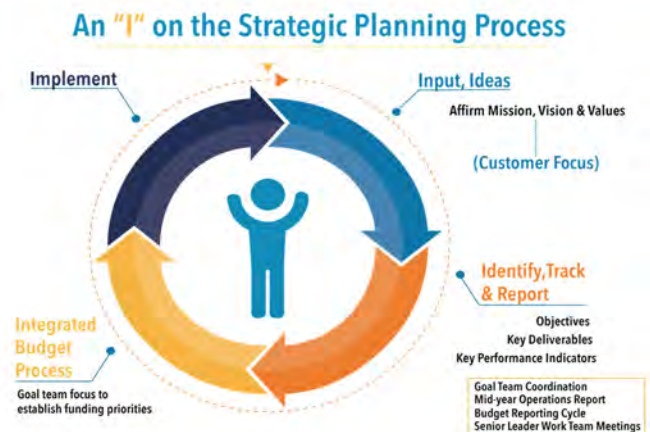 An "I" on the Strategic Planning Process
Implement
Input, Ideas
Affirm Mission, Vision & Values
(Customer Focus)
Identify, Track
& Report
Objectives
Key Deliverables
Key Performance Indicators
Goal Team Coordination
Mid-year Operations Report
Budget Reporting Cycle
Senior Leader Work Team Meetings
Integrated
Budget
Process
Goal team focus to
establish funding priorities